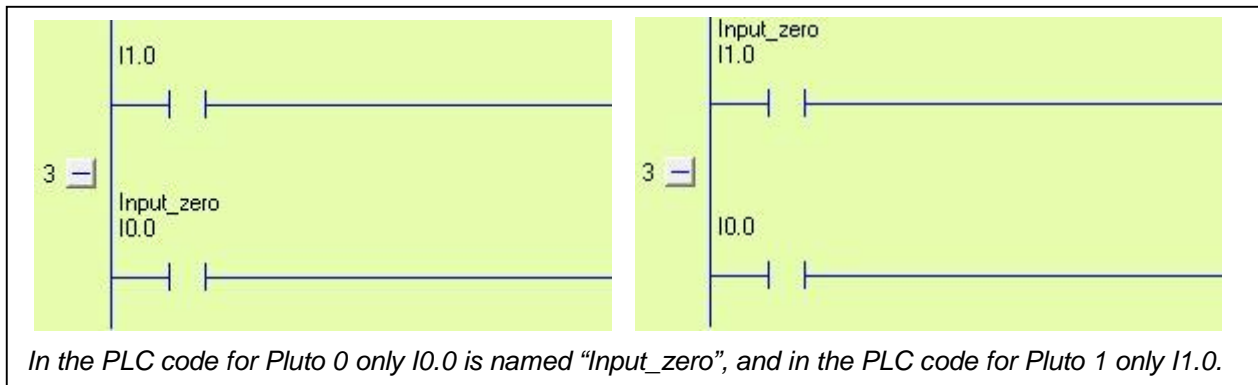 I1.0
3
Input_zero
I0.0
Input_zero
I1.0
3
I0.0
In the PLC code for Pluto 0 only I0.0 is named “Input_zero”, and in the PLC code for Pluto 1 only I1.0.